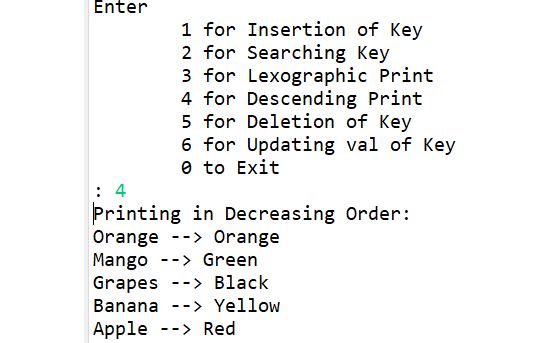 Enter
1 for Insertion of Key
2 for Searching Key
3 for Lexographic Print
4 for Descending Print
5 for Deletion of Key
6 for Updating val of Key
0 to Exit
: 4
Printing in Decreasing Order:
Orange --> Orange
Mango --> Green
Grapes --> Black
Banana --> Yellow
Apple --> Red